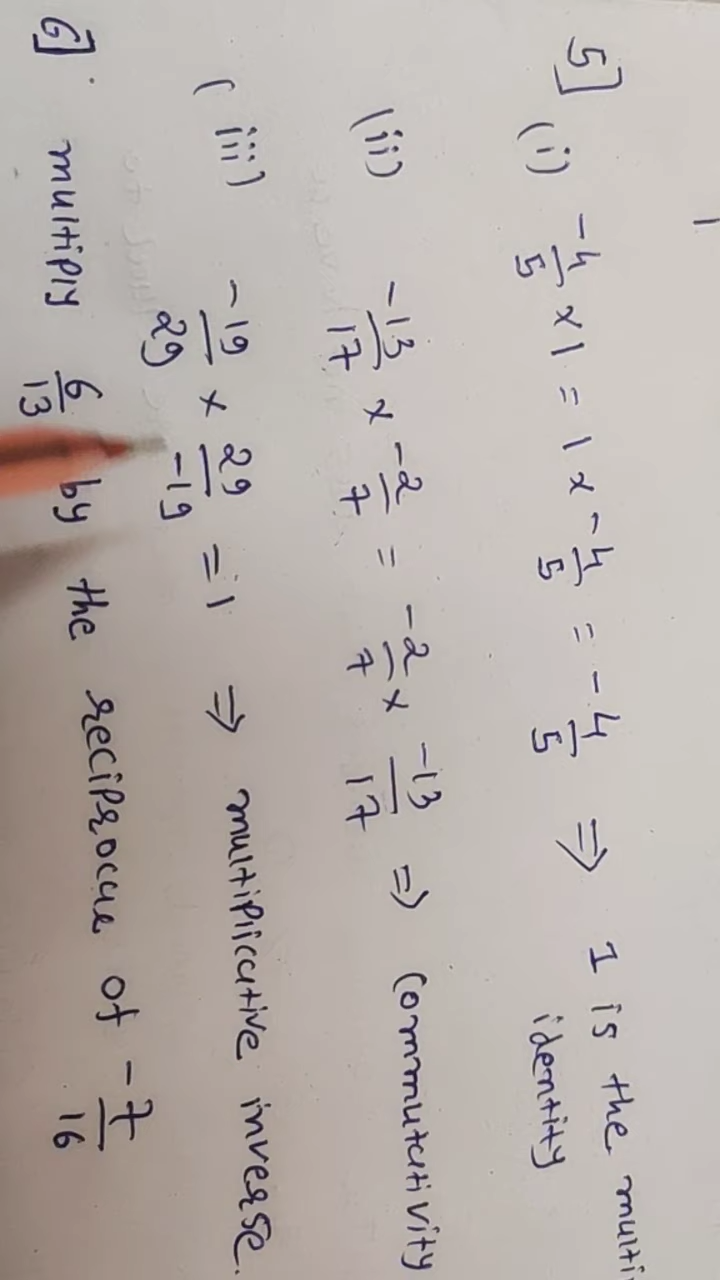 5] (i) -4/5 × 1 = 1 × -4/5 = -4/5 ⇒ 1 is the multi
identity
(ii) -13/17 × -2/7 = -2/7 × -13/17 ⇒ Commutativity
(iii) -19/29 × 29/-19 = 1 ⇒ multiplicative inverse.
6] multiply 6/13 by the reciprocal of -7/16